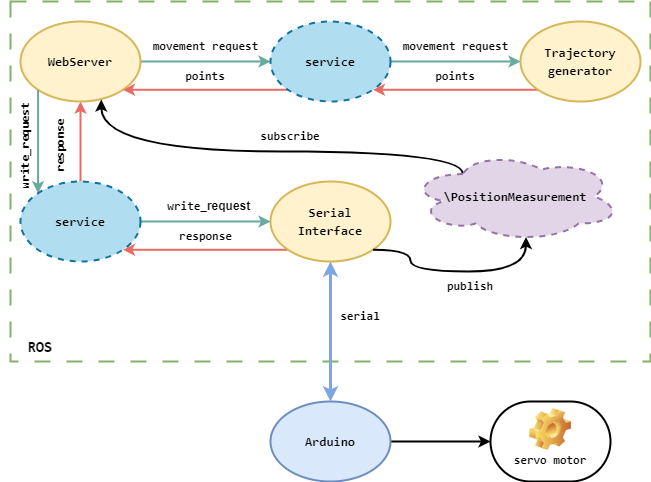 movement request
movement request
WebServer
service
Trajectory
generator
points
points
write_request
response
subscribe
\PositionMeasurement
service
write_request
response
Serial
Interface
publish
serial
ROS
Arduino
servo motor